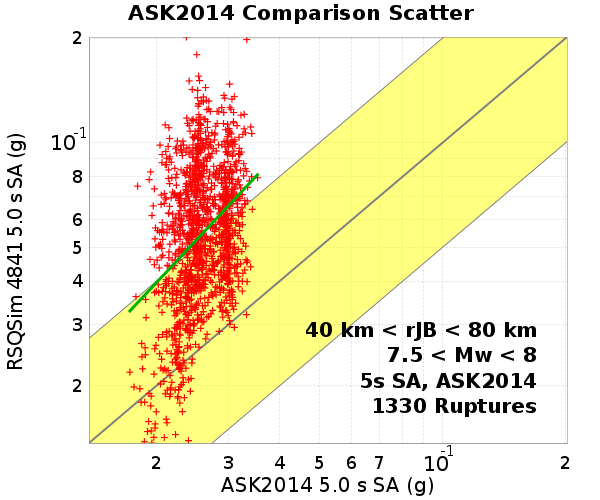 ASK2014 Comparison Scatter
RSQSim 4841 5.0 s SA (g)
2
10-1
8
6
5
4
3
2
40 km < rJB < 80 km
7.5 < Mw < 8
5s SA, ASK2014
1330 Ruptures
2 3 4 5 6 7 10-1 2
ASK2014 5.0 s SA (g)